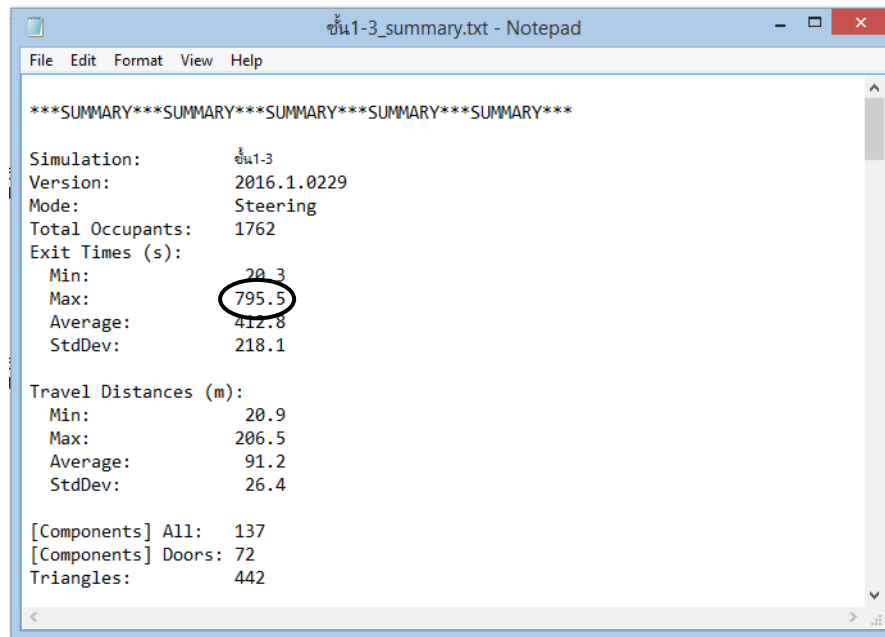 ชั้น1-3_summary.txt - Notepad
File Edit Format View Help
***SUMMARY***SUMMARY***SUMMARY***SUMMARY***SUMMARY***
Simulation: ชั้น1-3
Version: 2016.1.0229
Mode: Steering
Total Occupants: 1762
Exit Times (s):
Min: 20.3
Max: 795.5
Average: 412.8
StdDev: 218.1
Travel Distances (m):
Min: 20.9
Max: 206.5
Average: 91.2
StdDev: 26.4
[Components] All: 137
[Components] Doors: 72
Triangles: 442